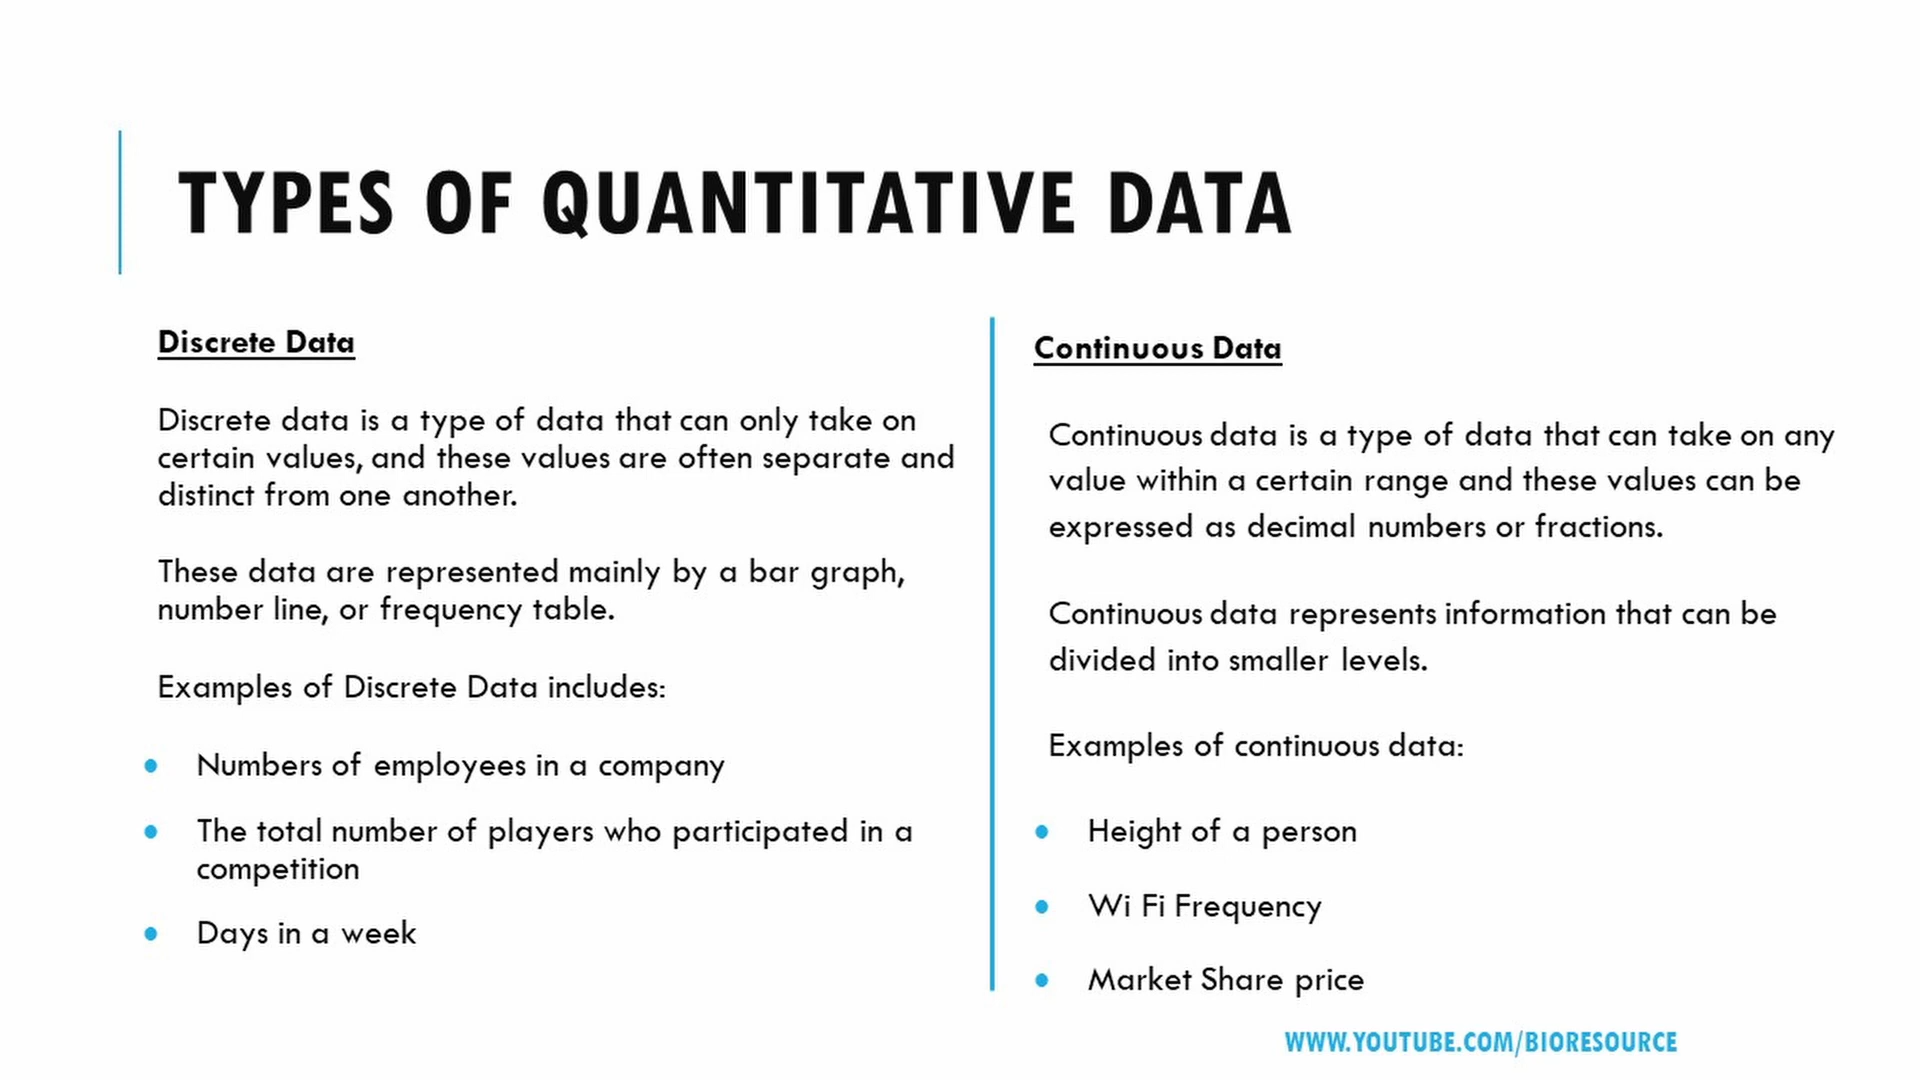 TYPES OF QUANTITATIVE DATA
Discrete Data
Discrete data is a type of data that can only take on
certain values, and these values are often separate and
distinct from one another.
These data are represented mainly by a bar graph,
number line, or frequency table.
Examples of Discrete Data includes:
• Numbers of employees in a company
• The total number of players who participated in a
competition
• Days in a week
Continuous Data
Continuous data is a type of data that can take on any
value within a certain range and these values can be
expressed as decimal numbers or fractions.
Continuous data represents information that can be
divided into smaller levels.
Examples of continuous data:
• Height of a person
• Wi Fi Frequency
• Market Share price
WWW.YOUTUBE.COM/BIORESOURCE